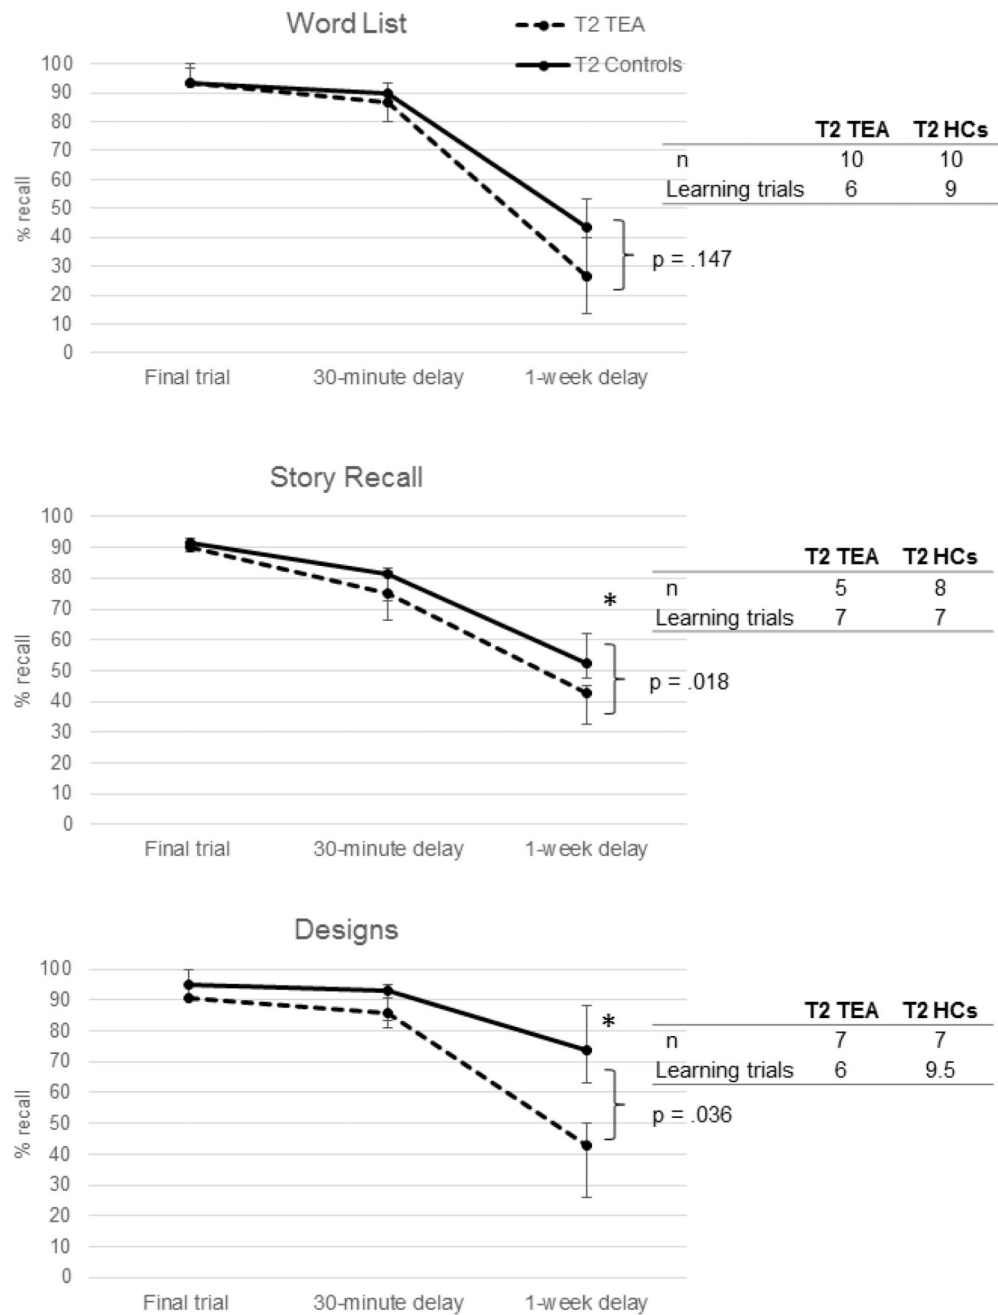 Word List
T2 TEA
T2 Controls
100
90
80
70
60
50
40
30
20
10
0
% recall
Final trial 30-minute delay 1-week delay
p = .147
T2 TEA T2 HCs
n 10 10
Learning trials 6 9
Story Recall
100
90
80
70
60
50
40
30
20
10
0
% recall
Final trial 30-minute delay 1-week delay
*
p = .018
T2 TEA T2 HCs
n 5 8
Learning trials 7 7
Designs
100
90
80
70
60
50
40
30
20
10
0
% recall
Final trial 30-minute delay 1-week delay
*
p = .036
T2 TEA T2 HCs
n 7 7
Learning trials 6 9.5